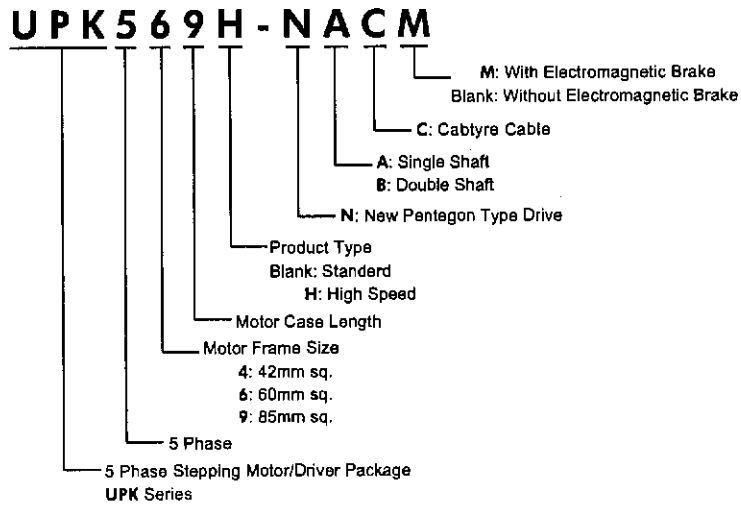 UPK569H-NACM
M: With Electromagnetic Brake
Blank: Without Electromagnetic Brake
C: Cabtyre Cable
A: Single Shaft
B: Double Shaft
N: New Pentegon Type Drive
Product Type
Blank: Standerd
H: High Speed
Motor Case Length
Motor Frame Size
4: 42mm sq.
6: 60mm sq.
9: 85mm sq.
5 Phase
5 Phase Stepping Motor/Driver Package
UPK Series